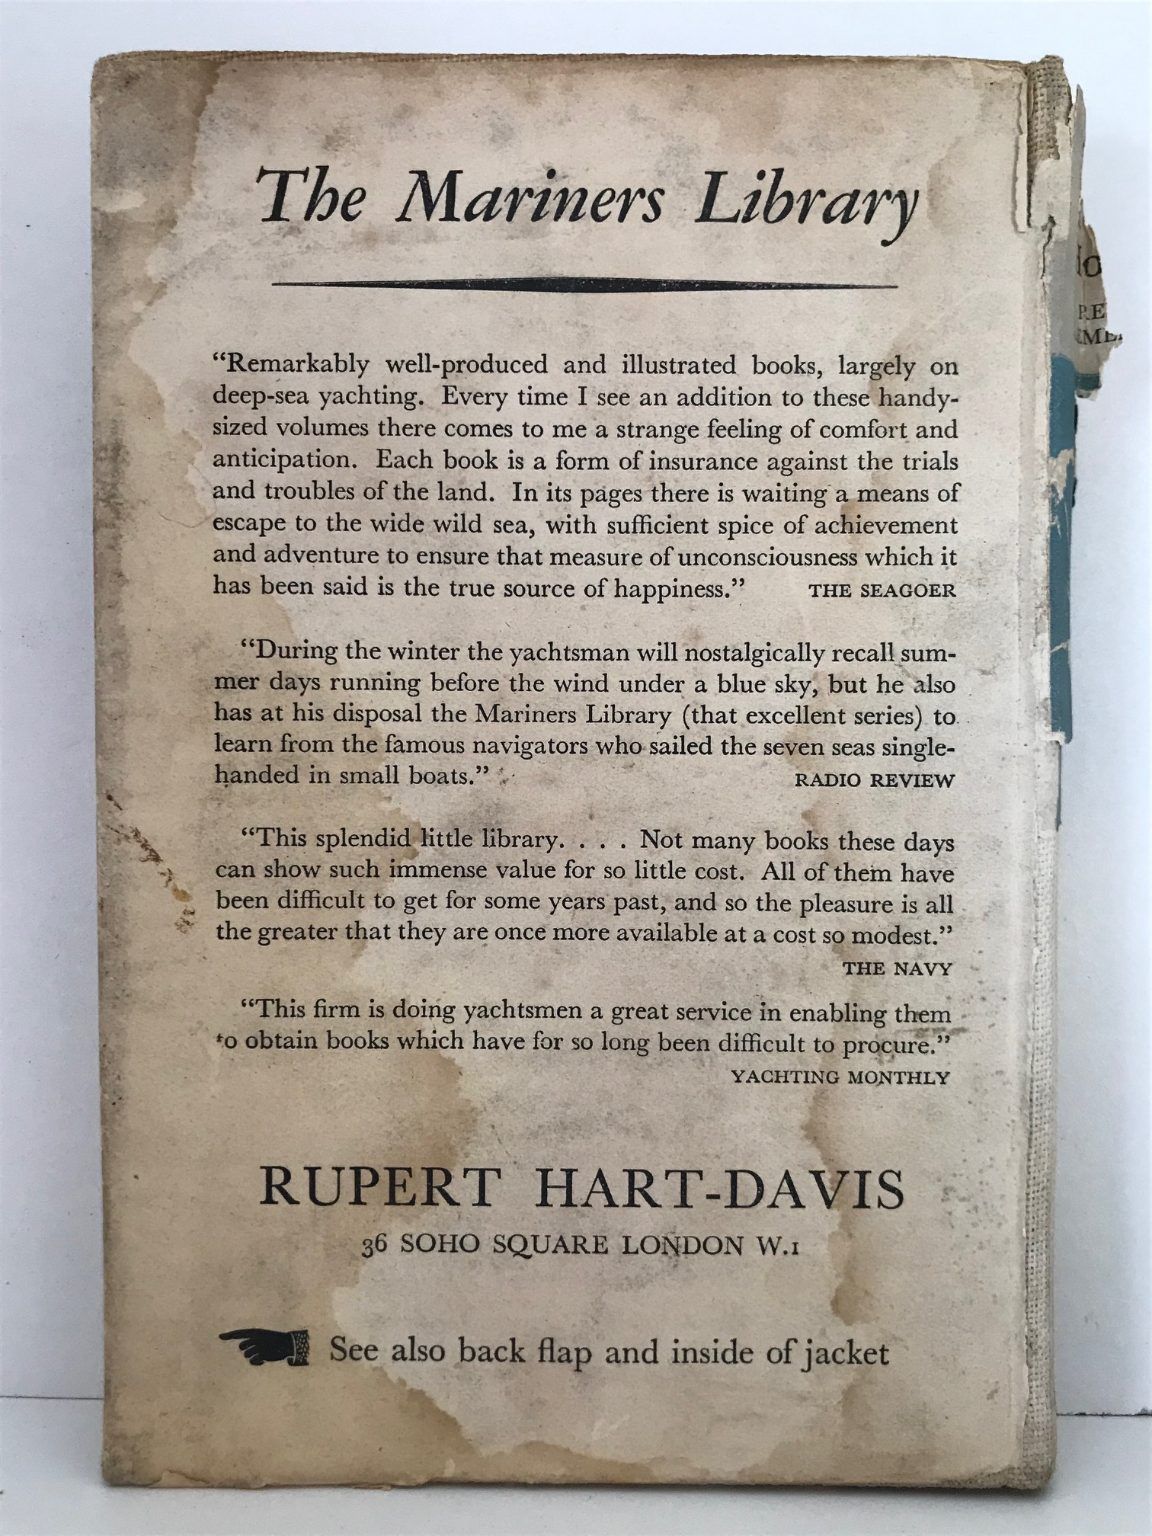 The Mariners Library
“Remarkably well-produced and illustrated books, largely on
deep-sea yachting. Every time I see an addition to these handy-
sized volumes there comes to me a strange feeling of comfort and
anticipation. Each book is a form of insurance against the trials
and troubles of the land. In its pages there is waiting a means of
escape to the wide wild sea, with sufficient spice of achievement
and adventure to ensure that measure of unconsciousness which it
has been said is the true source of happiness.” THE SEAGOER
“During the winter the yachtsman will nostalgically recall sum-
mer days running before the wind under a blue sky, but he also
has at his disposal the Mariners Library (that excellent series) to
learn from the famous navigators who sailed the seven seas single-
handed in small boats.” RADIO REVIEW
“This splendid little library. . . . Not many books these days
can show such immense value for so little cost. All of them have
been difficult to get for some years past, and so the pleasure is all
the greater that they are once more available at a cost so modest.”
THE NAVY
“This firm is doing yachtsmen a great service in enabling them
to obtain books which have for so long been difficult to procure.”
YACHTING MONTHLY
RUPERT HART-DAVIS
36 SOHO SQUARE LONDON W.1
See also back flap and inside of jacket